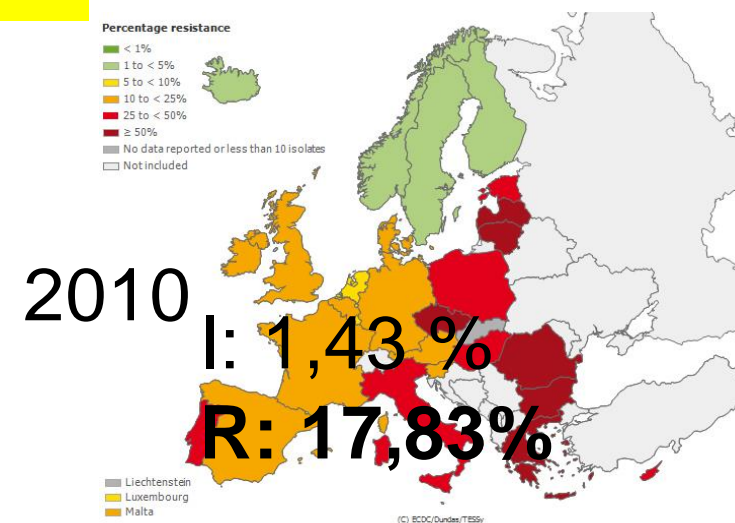 Percentage resistance
< 1%
1 to < 5%
5 to < 10%
10 to < 25%
25 to < 50%
≥ 50%
No data reported or less than 10 isolates
Not included
2010
I: 1,43 %
R: 17,83%
Liechtenstein
Luxembourg
Malta
(C) ECDC/Dundas/TESSy